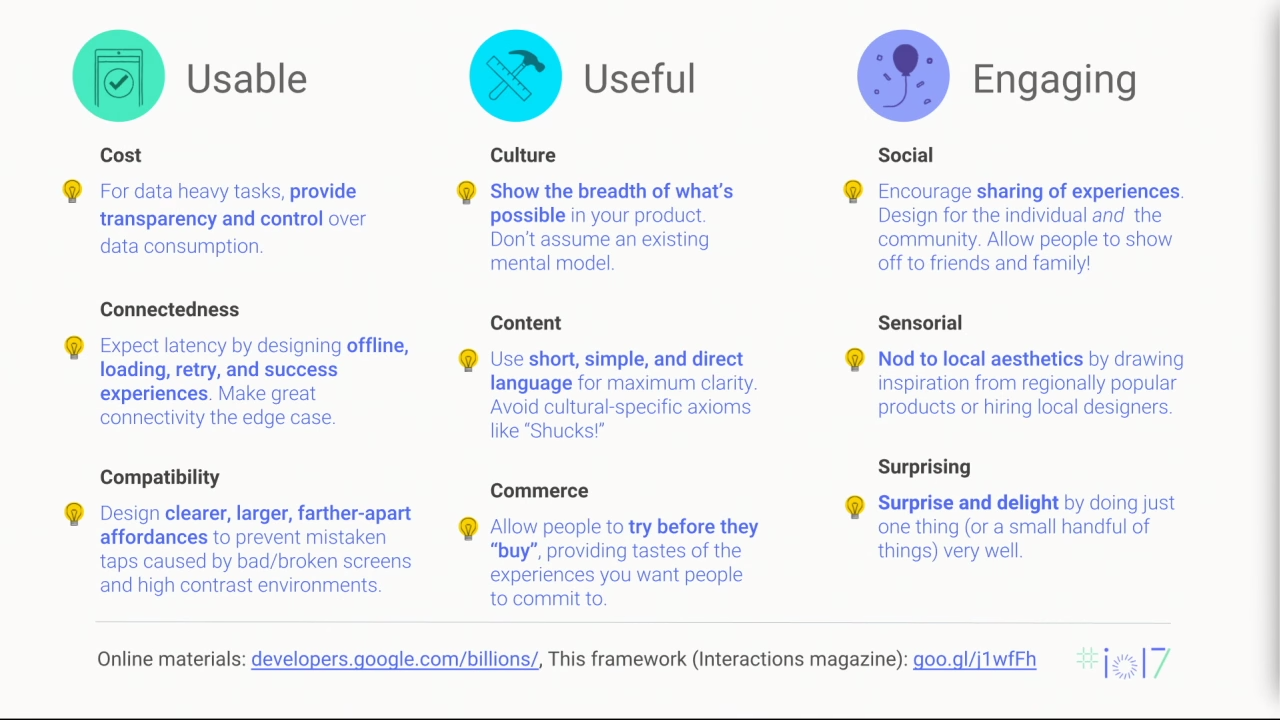 Usable
Cost
For data heavy tasks, provide
transparency and control over
data consumption.
Connectedness
Expect latency by designing offline,
loading, retry, and success
experiences. Make great
connectivity the edge case.
Compatibility
Design clearer, larger, farther-apart
affordances to prevent mistaken
taps caused by bad/broken screens
and high contrast environments.
Useful
Culture
Show the breadth of what’s
possible in your product.
Don’t assume an existing
mental model.
Content
Use short, simple, and direct
language for maximum clarity.
Avoid cultural-specific axioms
like “Shucks!”
Commerce
Allow people to try before they
“buy”, providing tastes of the
experiences you want people
to commit to.
Engaging
Social
Encourage sharing of experiences.
Design for the individual and the
community. Allow people to show
off to friends and family!
Sensorial
Nod to local aesthetics by drawing
inspiration from regionally popular
products or hiring local designers.
Surprising
Surprise and delight by doing just
one thing (or a small handful of
things) very well.
Online materials: developers.google.com/billions/, This framework (Interactions magazine): goo.gl/j1wfFh
#io17